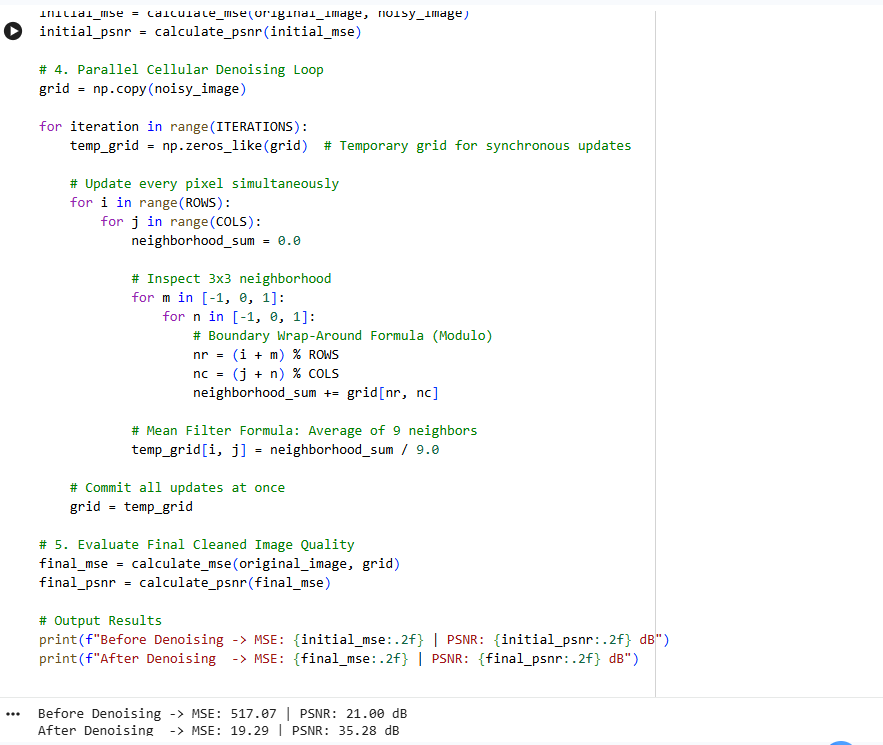 initial_mse = calculate_mse(original_image, noisy_image)
initial_psnr = calculate_psnr(initial_mse)

# 4. Parallel Cellular Denoising Loop
grid = np.copy(noisy_image)

for iteration in range(ITERATIONS):
    temp_grid = np.zeros_like(grid)  # Temporary grid for synchronous updates

    # Update every pixel simultaneously
    for i in range(ROWS):
        for j in range(COLS):
            neighborhood_sum = 0.0

            # Inspect 3x3 neighborhood
            for m in [-1, 0, 1]:
                for n in [-1, 0, 1]:
                    # Boundary Wrap-Around Formula (Modulo)
                    nr = (i + m) % ROWS
                    nc = (j + n) % COLS
                    neighborhood_sum += grid[nr, nc]

            # Mean Filter Formula: Average of 9 neighbors
            temp_grid[i, j] = neighborhood_sum / 9.0

    # Commit all updates at once
    grid = temp_grid

# 5. Evaluate Final Cleaned Image Quality
final_mse = calculate_mse(original_image, grid)
final_psnr = calculate_psnr(final_mse)

# Output Results
print(f"Before Denoising -> MSE: {initial_mse:.2f} | PSNR: {initial_psnr:.2f} dB")
print(f"After Denoising  -> MSE: {final_mse:.2f} | PSNR: {final_psnr:.2f} dB")

Before Denoising -> MSE: 517.07 | PSNR: 21.00 dB
After Denoising  -> MSE: 19.29 | PSNR: 35.28 dB